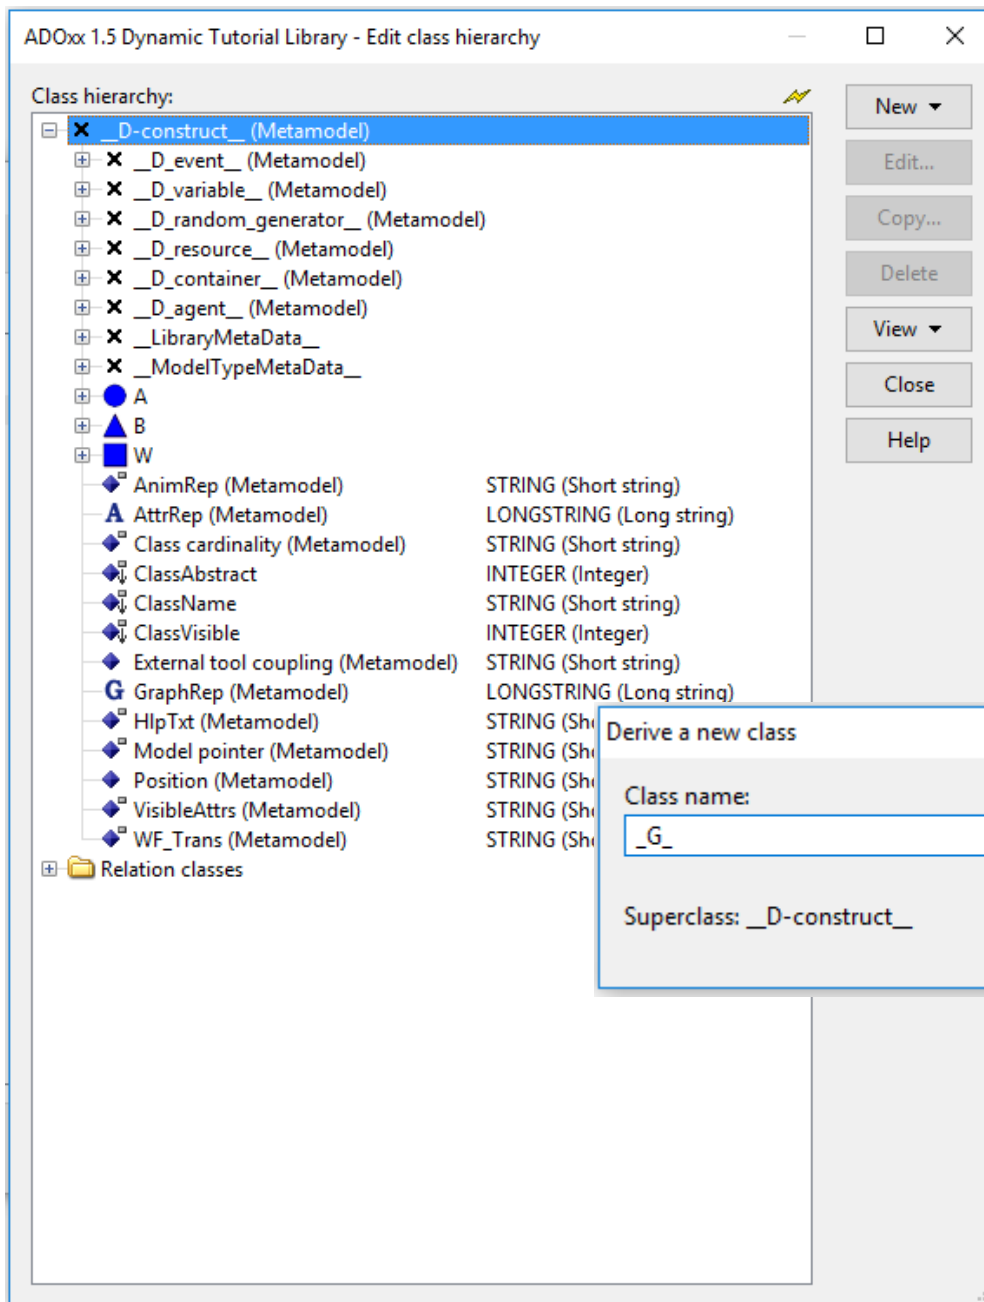 ADOxx 1.5 Dynamic Tutorial Library - Edit class hierarchy
Class hierarchy:
__D-construct__ (Metamodel)
__D_event__ (Metamodel)
__D_variable__ (Metamodel)
__D_random_generator__ (Metamodel)
__D_resource__ (Metamodel)
__D_container__ (Metamodel)
__D_agent__ (Metamodel)
__LibraryMetaData__
__ModelTypeMetaData__
A
B
W
AnimRep (Metamodel) STRING (Short string)
AttrRep (Metamodel) LONGSTRING (Long string)
Class cardinality (Metamodel) STRING (Short string)
ClassAbstract INTEGER (Integer)
ClassName STRING (Short string)
ClassVisible INTEGER (Integer)
External tool coupling (Metamodel) STRING (Short string)
GraphRep (Metamodel) LONGSTRING (Long string)
HlpTxt (Metamodel) STRING
Model pointer (Metamodel) STRING
Position (Metamodel) STRING
VisibleAttrs (Metamodel) STRING
WF_Trans (Metamodel) STRING
Relation classes
New
Edit...
Copy...
Delete
View
Close
Help
Derive a new class
Class name:
_G_
Superclass: __D-construct__